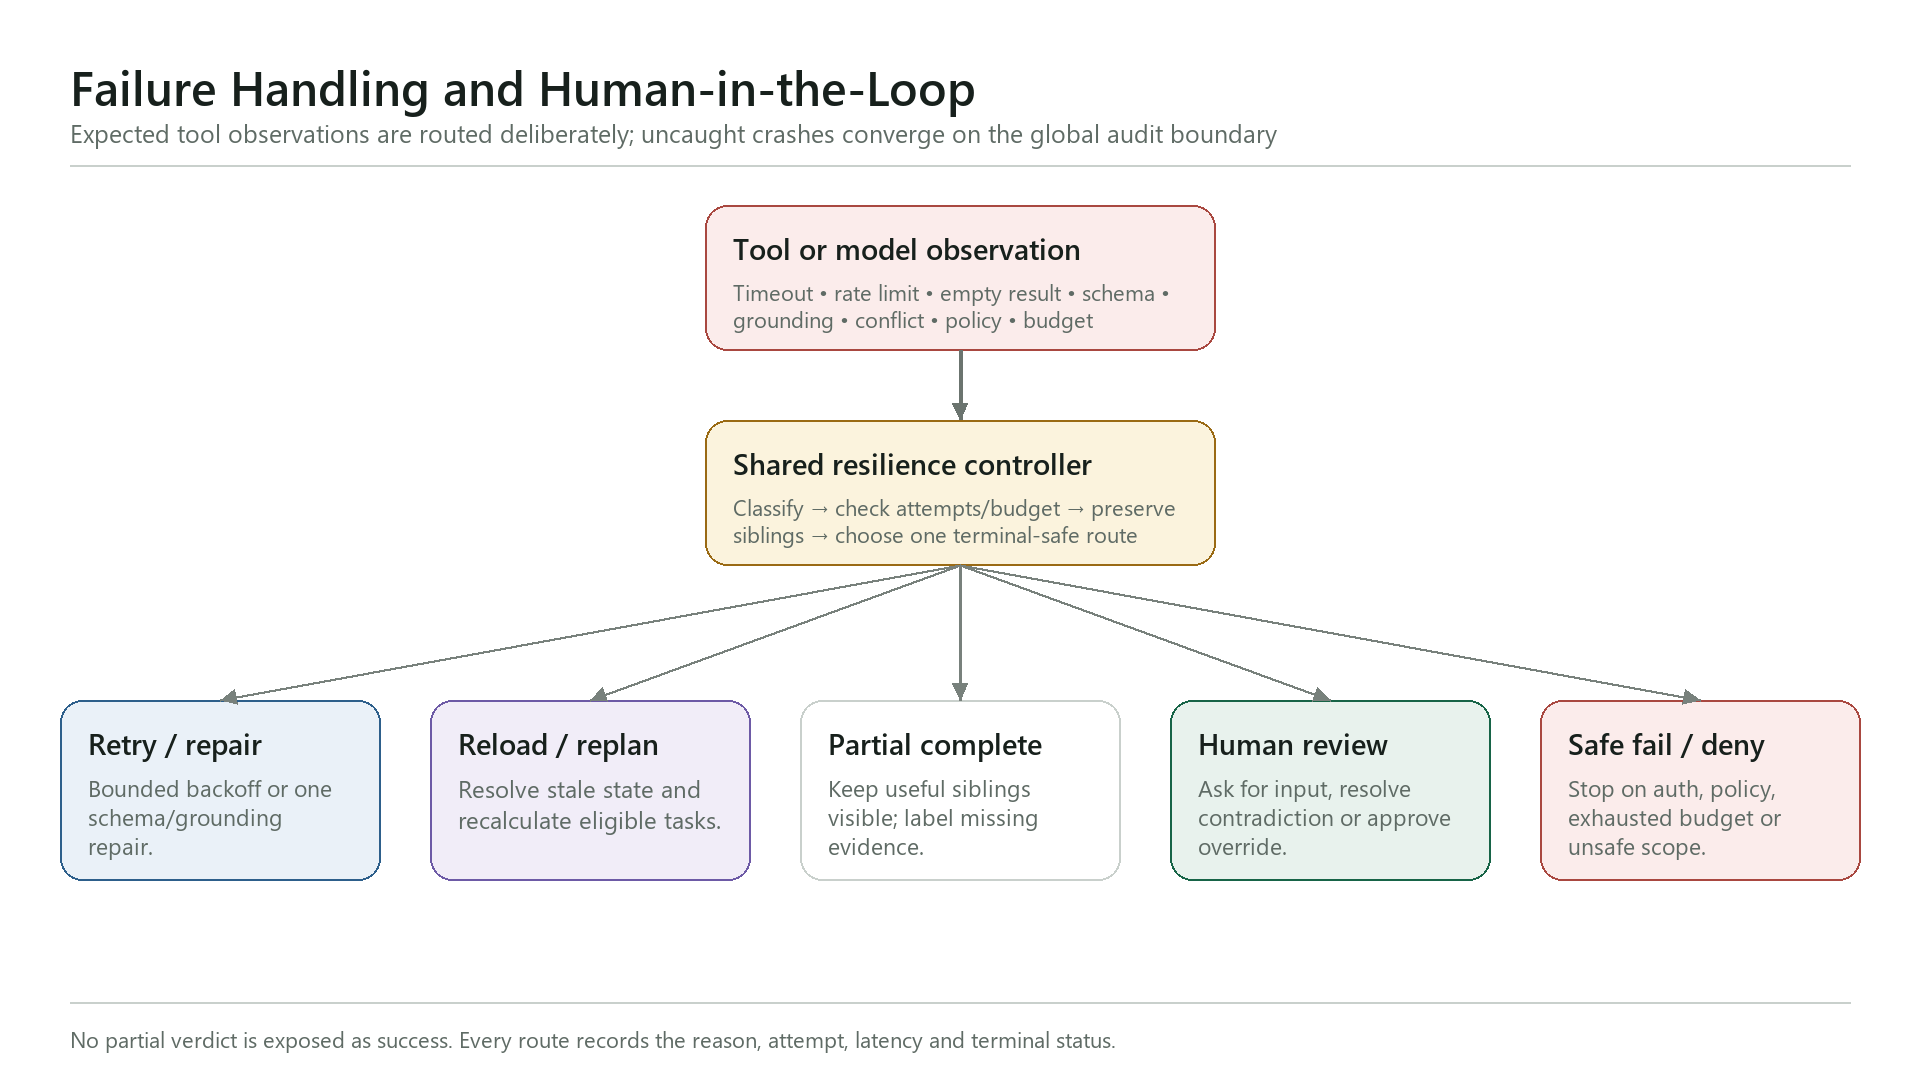 Failure Handling and Human-in-the-Loop
Expected tool observations are routed deliberately; uncaught crashes converge on the global audit boundary
Tool or model observation
Timeout • rate limit • empty result • schema •
grounding • conflict • policy • budget
Shared resilience controller
Classify → check attempts/budget → preserve
siblings → choose one terminal-safe route
Retry / repair
Bounded backoff or one
schema/grounding
repair.
Reload / replan
Resolve stale state and
recalculate eligible tasks.
Partial complete
Keep useful siblings
visible; label missing
evidence.
Human review
Ask for input, resolve
contradiction or approve
override.
Safe fail / deny
Stop on auth, policy,
exhausted budget or
unsafe scope.
No partial verdict is exposed as success. Every route records the reason, attempt, latency and terminal status.